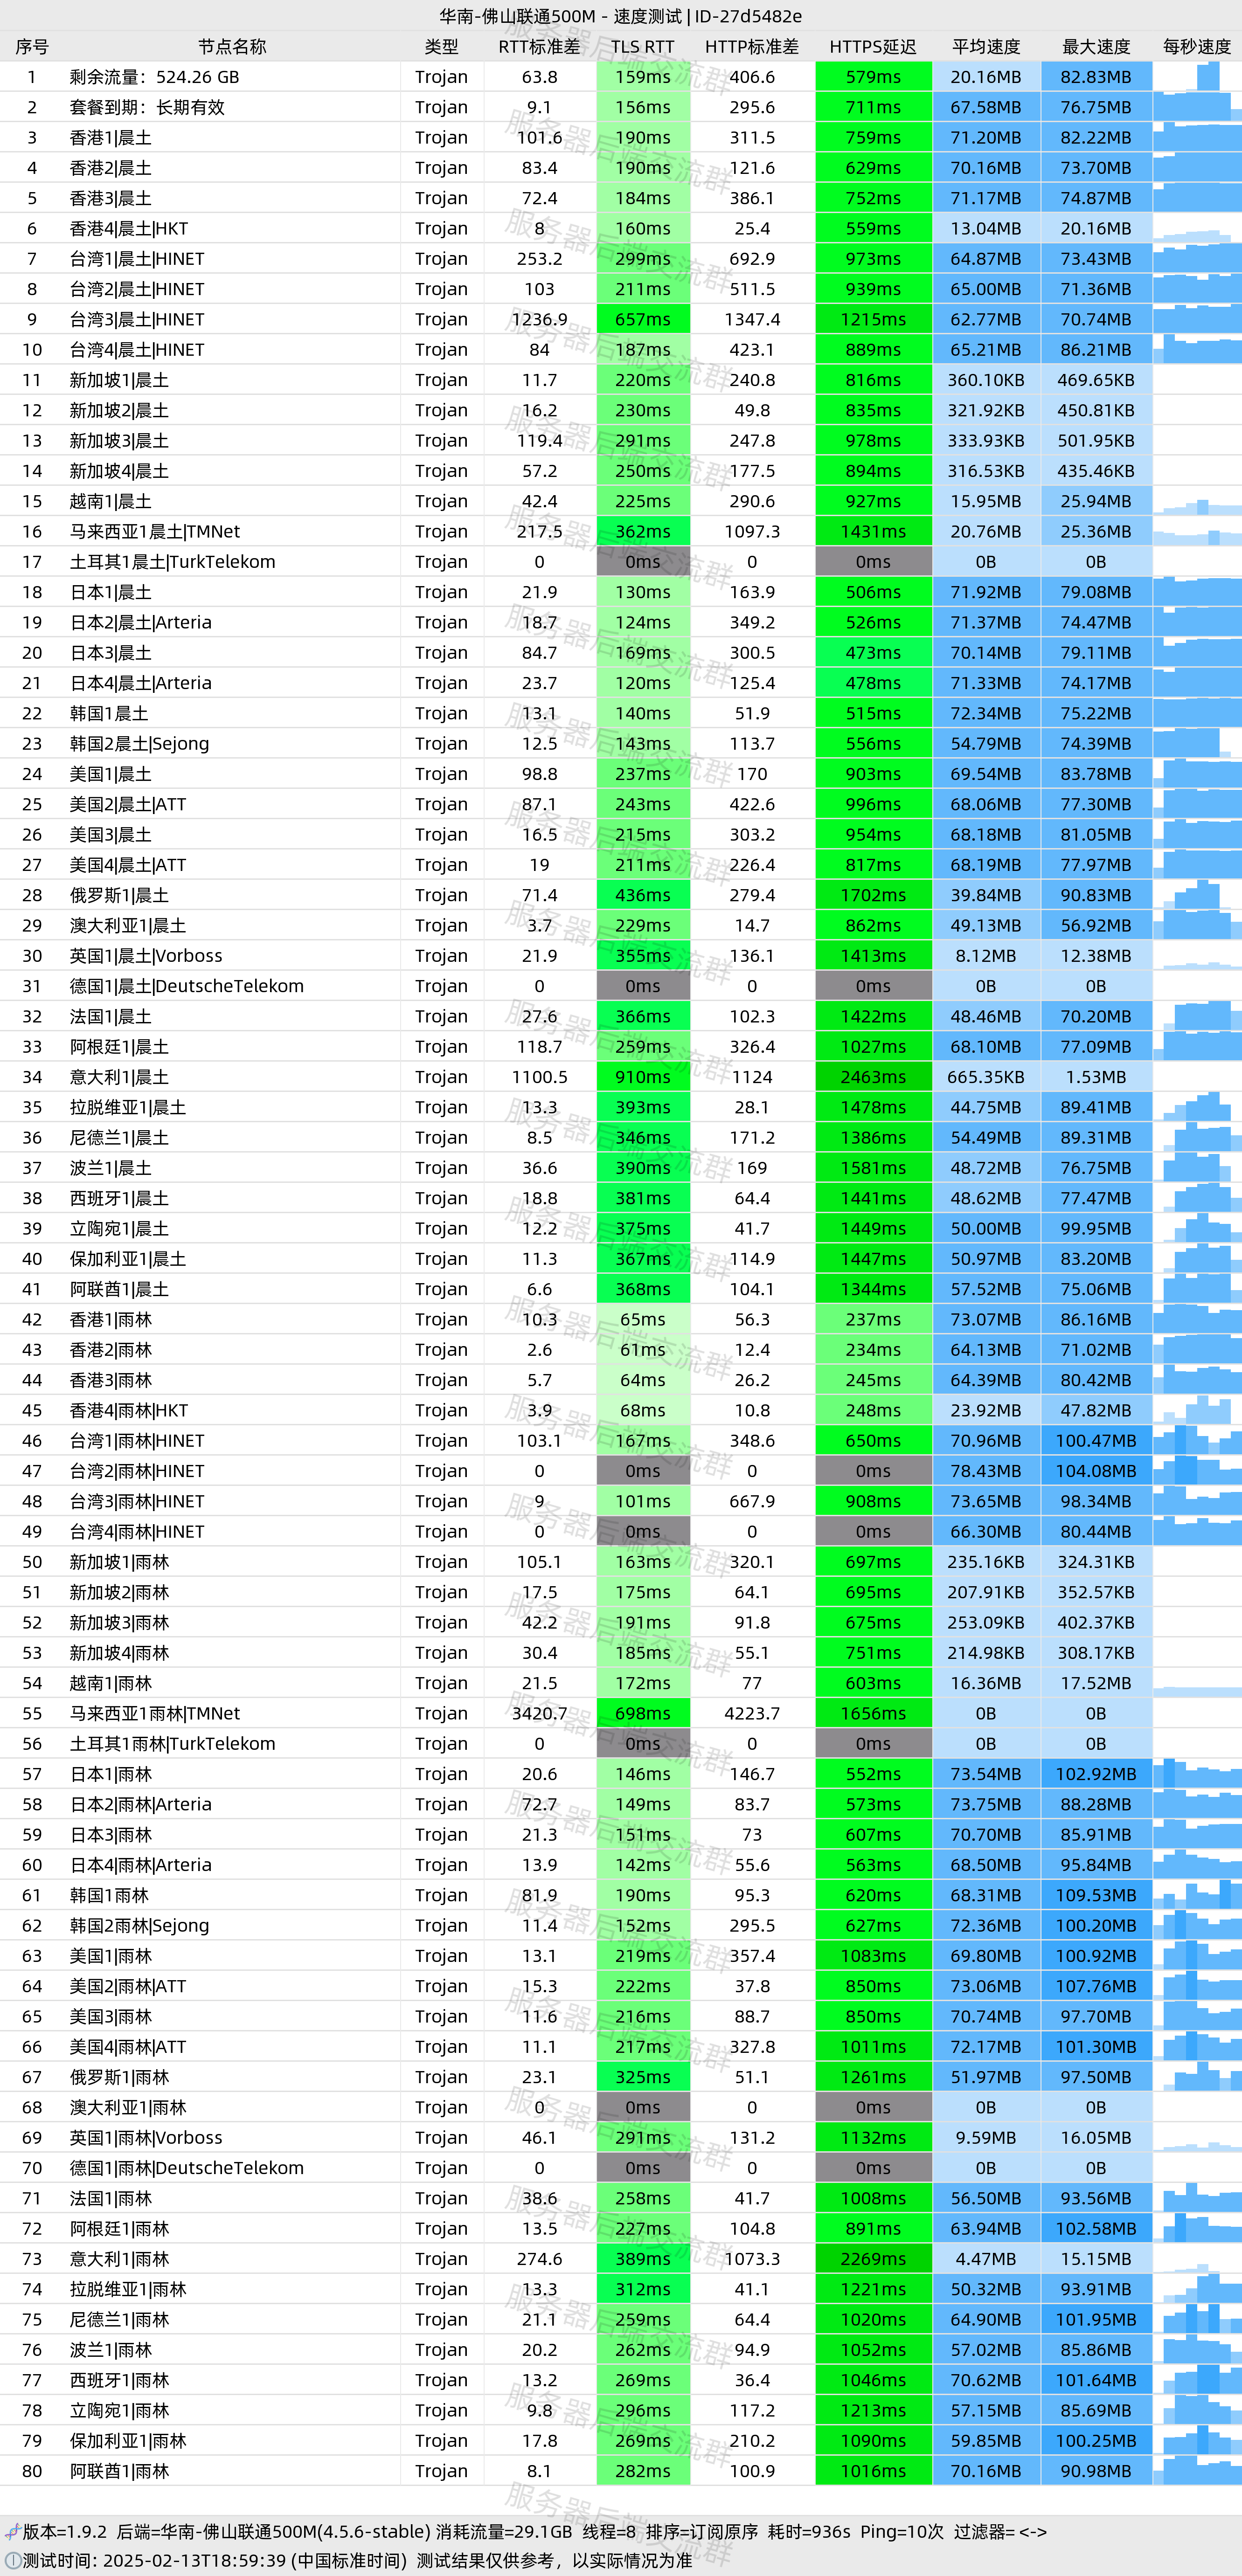 华南-佛山联通500M - 速度测试 | ID-27d5482e
序号 节点名称 类型 RTT标准差 TLS RTT HTTP标准差 HTTPS延迟 平均速度 最大速度 每秒速度
1 剩余流量：524.26 GB Trojan 63.8 159ms 406.6 579ms 20.16MB 82.83MB
2 套餐到期：长期有效 Trojan 9.1 156ms 295.6 711ms 67.58MB 76.75MB
3 香港1|晨土 Trojan 101.6 190ms 311.5 759ms 71.20MB 82.22MB
4 香港2|晨土 Trojan 83.4 190ms 121.6 629ms 70.16MB 73.70MB
5 香港3|晨土 Trojan 72.4 184ms 386.1 752ms 71.17MB 74.87MB
6 香港4|晨土|HKT Trojan 8 160ms 25.4 559ms 13.04MB 20.16MB
7 台湾1|晨土|HINET Trojan 253.2 299ms 692.9 973ms 64.87MB 73.43MB
8 台湾2|晨土|HINET Trojan 103 211ms 511.5 939ms 65.00MB 71.36MB
9 台湾3|晨土|HINET Trojan 1236.9 657ms 1347.4 1215ms 62.77MB 70.74MB
10 台湾4|晨土|HINET Trojan 84 187ms 423.1 889ms 65.21MB 86.21MB
11 新加坡1|晨土 Trojan 11.7 220ms 240.8 816ms 360.10KB 469.65KB
12 新加坡2|晨土 Trojan 16.2 230ms 49.8 835ms 321.92KB 450.81KB
13 新加坡3|晨土 Trojan 119.4 291ms 247.8 978ms 333.93KB 501.95KB
14 新加坡4|晨土 Trojan 57.2 250ms 177.5 894ms 316.53KB 435.46KB
15 越南1|晨土 Trojan 42.4 225ms 290.6 927ms 15.95MB 25.94MB
16 马来西亚1晨土|TMNet Trojan 217.5 362ms 1097.3 1431ms 20.76MB 25.36MB
17 土耳其1晨土|TurkTelekom Trojan 0 0ms 0 0ms 0B 0B
18 日本1|晨土 Trojan 21.9 130ms 163.9 506ms 71.92MB 79.08MB
19 日本2|晨土|Arteria Trojan 18.7 124ms 349.2 526ms 71.37MB 74.47MB
20 日本3|晨土 Trojan 84.7 169ms 300.5 473ms 70.14MB 79.11MB
21 日本4|晨土|Arteria Trojan 23.7 120ms 125.4 478ms 71.33MB 74.17MB
22 韩国1晨土 Trojan 13.1 140ms 51.9 515ms 72.34MB 75.22MB
23 韩国2晨土|Sejong Trojan 12.5 143ms 113.7 556ms 54.79MB 74.39MB
24 美国1|晨土 Trojan 98.8 237ms 170 903ms 69.54MB 83.78MB
25 美国2|晨土|ATT Trojan 87.1 243ms 422.6 996ms 68.06MB 77.30MB
26 美国3|晨土 Trojan 16.5 215ms 303.2 954ms 68.18MB 81.05MB
27 美国4|晨土|ATT Trojan 19 211ms 226.4 817ms 68.19MB 77.97MB
28 俄罗斯1|晨土 Trojan 71.4 436ms 279.4 1702ms 39.84MB 90.83MB
29 澳大利亚1|晨土 Trojan 3.7 229ms 14.7 862ms 49.13MB 56.92MB
30 英国1|晨土|Vorboss Trojan 21.9 355ms 136.1 1413ms 8.12MB 12.38MB
31 德国1|晨土|DeutscheTelekom Trojan 0 0ms 0 0ms 0B 0B
32 法国1|晨土 Trojan 27.6 366ms 102.3 1422ms 48.46MB 70.20MB
33 阿根廷1|晨土 Trojan 118.7 259ms 326.4 1027ms 68.10MB 77.09MB
34 意大利1|晨土 Trojan 1100.5 910ms 1124 2463ms 665.35KB 1.53MB
35 拉脱维亚1|晨土 Trojan 13.3 393ms 28.1 1478ms 44.75MB 89.41MB
36 尼德兰1|晨土 Trojan 8.5 346ms 171.2 1386ms 54.49MB 89.31MB
37 波兰1|晨土 Trojan 36.6 390ms 169 1581ms 48.72MB 76.75MB
38 西班牙1|晨土 Trojan 18.8 381ms 64.4 1441ms 48.62MB 77.47MB
39 立陶宛1|晨土 Trojan 12.2 375ms 41.7 1449ms 50.00MB 99.95MB
40 保加利亚1|晨土 Trojan 11.3 367ms 114.9 1447ms 50.97MB 83.20MB
41 阿联酋1|晨土 Trojan 6.6 368ms 104.1 1344ms 57.52MB 75.06MB
42 香港1|雨林 Trojan 10.3 65ms 56.3 237ms 73.07MB 86.16MB
43 香港2|雨林 Trojan 2.6 61ms 12.4 234ms 64.13MB 71.02MB
44 香港3|雨林 Trojan 5.7 64ms 26.2 245ms 64.39MB 80.42MB
45 香港4|雨林|HKT Trojan 3.9 68ms 10.8 248ms 23.92MB 47.82MB
46 台湾1|雨林|HINET Trojan 103.1 167ms 348.6 650ms 70.96MB 100.47MB
47 台湾2|雨林|HINET Trojan 0 0ms 0 0ms 78.43MB 104.08MB
48 台湾3|雨林|HINET Trojan 9 101ms 667.9 908ms 73.65MB 98.34MB
49 台湾4|雨林|HINET Trojan 0 0ms 0 0ms 66.30MB 80.44MB
50 新加坡1|雨林 Trojan 105.1 163ms 320.1 697ms 235.16KB 324.31KB
51 新加坡2|雨林 Trojan 17.5 175ms 64.1 695ms 207.91KB 352.57KB
52 新加坡3|雨林 Trojan 42.2 191ms 91.8 675ms 253.09KB 402.37KB
53 新加坡4|雨林 Trojan 30.4 185ms 55.1 751ms 214.98KB 308.17KB
54 越南1|雨林 Trojan 21.5 172ms 77 603ms 16.36MB 17.52MB
55 马来西亚1雨林|TMNet Trojan 3420.7 698ms 4223.7 1656ms 0B 0B
56 土耳其1雨林|TurkTelekom Trojan 0 0ms 0 0ms 0B 0B
57 日本1|雨林 Trojan 20.6 146ms 146.7 552ms 73.54MB 102.92MB
58 日本2|雨林|Arteria Trojan 72.7 149ms 83.7 573ms 73.75MB 88.28MB
59 日本3|雨林 Trojan 21.3 151ms 73 607ms 70.70MB 85.91MB
60 日本4|雨林|Arteria Trojan 13.9 142ms 55.6 563ms 68.50MB 95.84MB
61 韩国1雨林 Trojan 81.9 190ms 95.3 620ms 68.31MB 109.53MB
62 韩国2雨林|Sejong Trojan 11.4 152ms 295.5 627ms 72.36MB 100.20MB
63 美国1|雨林 Trojan 13.1 219ms 357.4 1083ms 69.80MB 100.92MB
64 美国2|雨林|ATT Trojan 15.3 222ms 37.8 850ms 73.06MB 107.76MB
65 美国3|雨林 Trojan 11.6 216ms 88.7 850ms 70.74MB 97.70MB
66 美国4|雨林|ATT Trojan 11.1 217ms 327.8 1011ms 72.17MB 101.30MB
67 俄罗斯1|雨林 Trojan 23.1 325ms 51.1 1261ms 51.97MB 97.50MB
68 澳大利亚1|雨林 Trojan 0 0ms 0 0ms 0B 0B
69 英国1|雨林|Vorboss Trojan 46.1 291ms 131.2 1132ms 9.59MB 16.05MB
70 德国1|雨林|DeutscheTelekom Trojan 0 0ms 0 0ms 0B 0B
71 法国1|雨林 Trojan 38.6 258ms 41.7 1008ms 56.50MB 93.56MB
72 阿根廷1|雨林 Trojan 13.5 227ms 104.8 891ms 63.94MB 102.58MB
73 意大利1|雨林 Trojan 274.6 389ms 1073.3 2269ms 4.47MB 15.15MB
74 拉脱维亚1|雨林 Trojan 13.3 312ms 41.1 1221ms 50.32MB 93.91MB
75 尼德兰1|雨林 Trojan 21.1 259ms 64.4 1020ms 64.90MB 101.95MB
76 波兰1|雨林 Trojan 20.2 262ms 94.9 1052ms 57.02MB 85.86MB
77 西班牙1|雨林 Trojan 13.2 269ms 36.4 1046ms 70.62MB 101.64MB
78 立陶宛1|雨林 Trojan 9.8 296ms 117.2 1213ms 57.15MB 85.69MB
79 保加利亚1|雨林 Trojan 17.8 269ms 210.2 1090ms 59.85MB 100.25MB
80 阿联酋1|雨林 Trojan 8.1 282ms 100.9 1016ms 70.16MB 90.98MB
版本=1.9.2 后端=华南-佛山联通500M(4.5.6-stable) 消耗流量=29.1GB 线程=8 排序=订阅原序 耗时=936s Ping=10次 过滤器= <->
测试时间: 2025-02-13T18:59:39 (中国标准时间) 测试结果仅供参考，以实际情况为准
服务器后端交流群